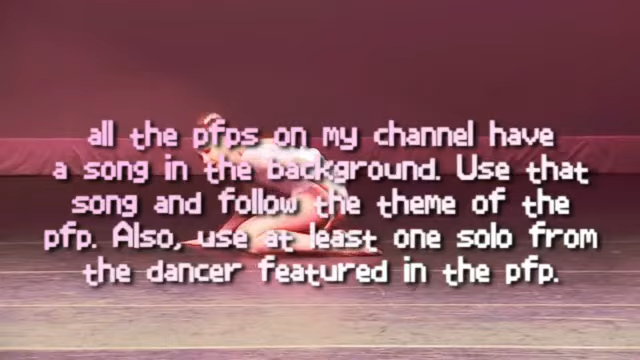 all the pfps on my channel have
a song in the background. Use that
song and follow the theme of the
pfp. Also, use at least one solo from
the dancer featured in the pfp.